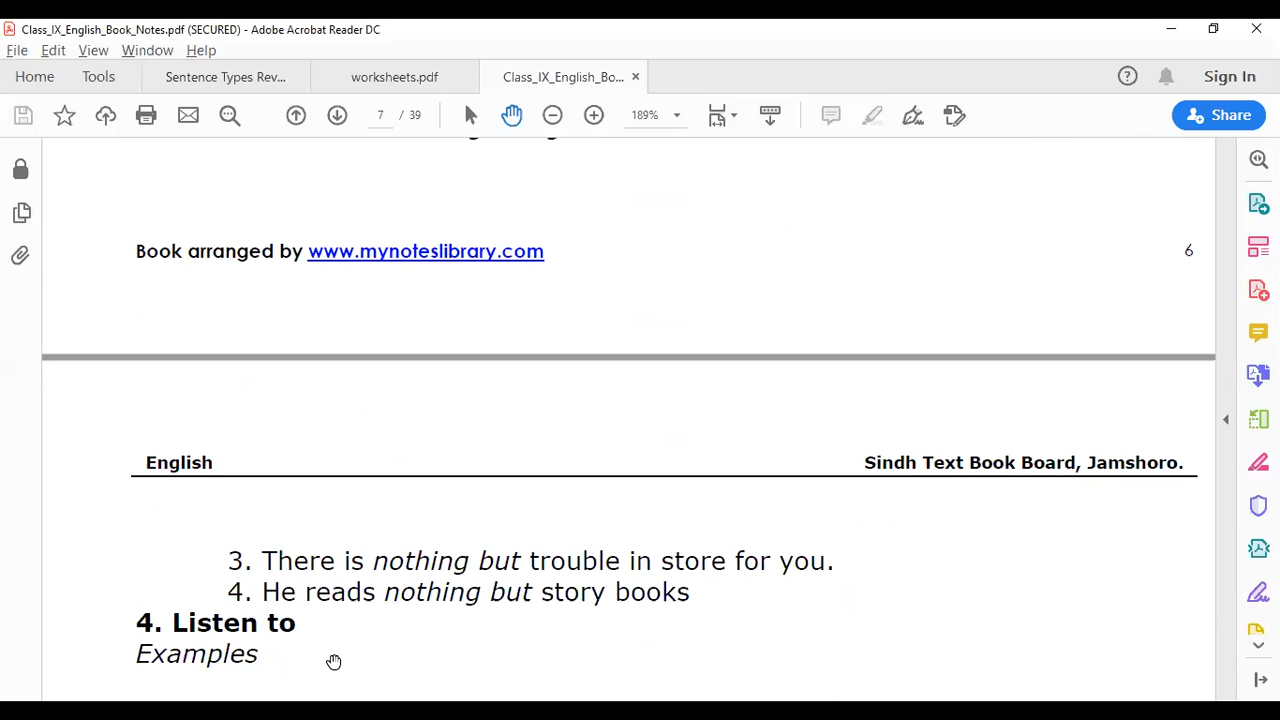 Class_IX_English_Book_Notes.pdf (SECURED) - Adobe Acrobat Reader DC
File Edit View Window Help
Home Tools Sentence Types Rev... worksheets.pdf Class_IX_English_Bo... Sign In
7 / 39 189% Share
Book arranged by www.mynoteslibrary.com 6
English Sindh Text Book Board, Jamshoro.
3. There is nothing but trouble in store for you.
4. He reads nothing but story books
4. Listen to
Examples